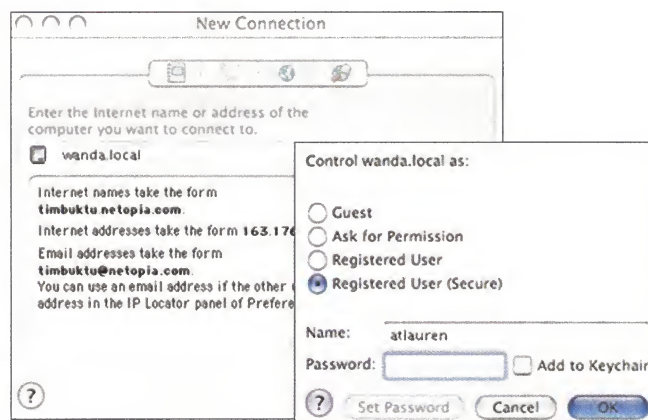 New Connection
Enter the Internet name or address of the
computer you want to connect to.
wanda.local
Internet names take the form
timbuktu.netopia.com.
Internet addresses take the form 163.176
Email addresses take the form
timbuktu@netopia.com.
You can use an email address if the other
address in the IP Locator panel of Prefere
?
Control wanda.local as:
Guest
Ask for Permission
Registered User
Registered User (Secure)
Name: atlauren
Password: Add to Keychain
? Set Password Cancel OK